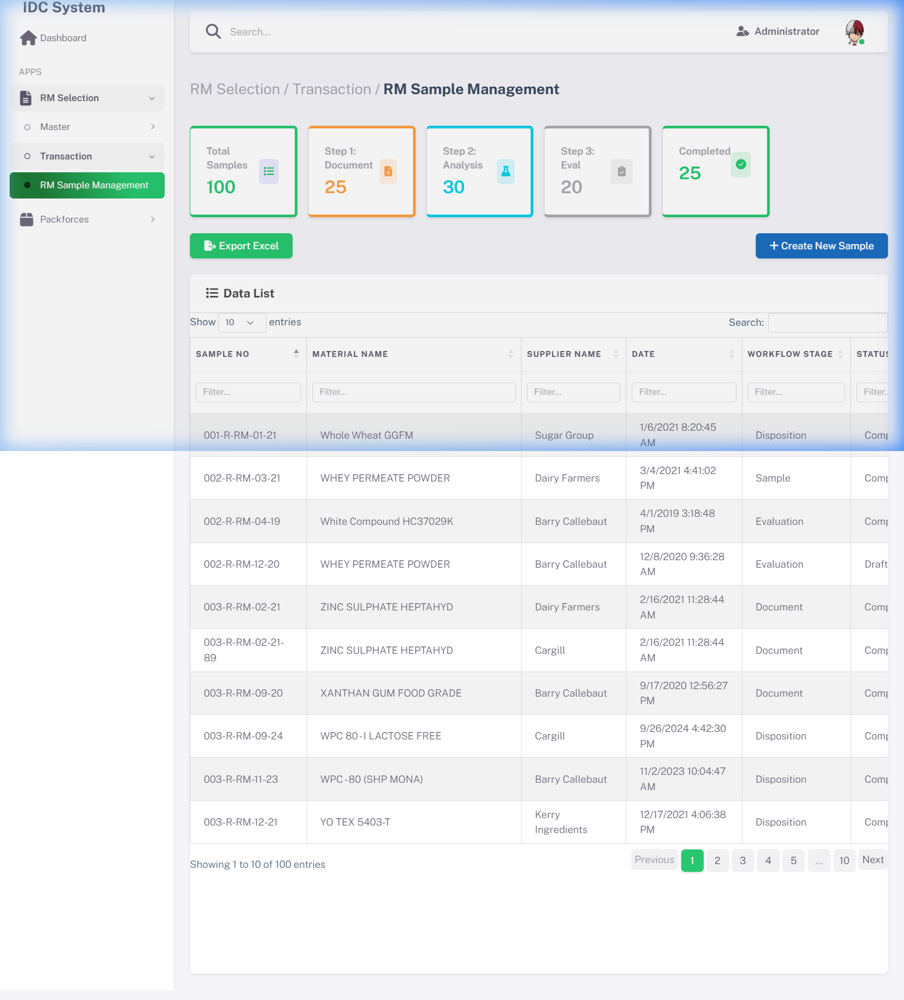 IDC System
Dashboard
APPS
RM Selection
Master
Transaction
RM Sample Management
Packforces
Search...
Administrator
RM Selection / Transaction / RM Sample Management
Total Samples
100
Step 1: Document
25
Step 2: Analysis
30
Step 3: Eval
20
Completed
25
Export Excel
+ Create New Sample
Data List
Show 10 entries
Search:
SAMPLE NO MATERIAL NAME SUPPLIER NAME DATE WORKFLOW STAGE STATUS
Filter... Filter... Filter... Filter... Filter... Filter..
001-R-RM-01-21 Whole Wheat GGFM Sugar Group 1/6/2021 8:20:45 AM Disposition Comp
002-R-RM-03-21 WHEY PERMEATE POWDER Dairy Farmers 3/4/2021 4:41:02 PM Sample Comp
002-R-RM-04-19 White Compound HC37029K Barry Callebaut 4/1/2019 3:18:48 PM Evaluation Comp
002-R-RM-12-20 WHEY PERMEATE POWDER Barry Callebaut 12/8/2020 9:36:28 AM Evaluation Draft
003-R-RM-02-21 ZINC SULPHATE HEPTAHYD Dairy Farmers 2/16/2021 11:28:44 AM Document Comp
003-R-RM-02-21-89 ZINC SULPHATE HEPTAHYD Cargill 2/16/2021 11:28:44 AM Document Comp
003-R-RM-09-20 XANTHAN GUM FOOD GRADE Barry Callebaut 9/17/2020 12:56:27 PM Document Comp
003-R-RM-09-24 WPC 80-I LACTOSE FREE Cargill 9/26/2024 4:42:30 PM Disposition Comp
003-R-RM-11-23 WPC-80 (SHP MONA) Barry Callebaut 11/2/2023 10:04:47 AM Disposition Comp
003-R-RM-12-21 YO TEX 5403-T Kerry Ingredients 12/17/2021 4:06:38 PM Disposition Comp
Showing 1 to 10 of 100 entries
Previous 1 2 3 4 5 ... 10 Next